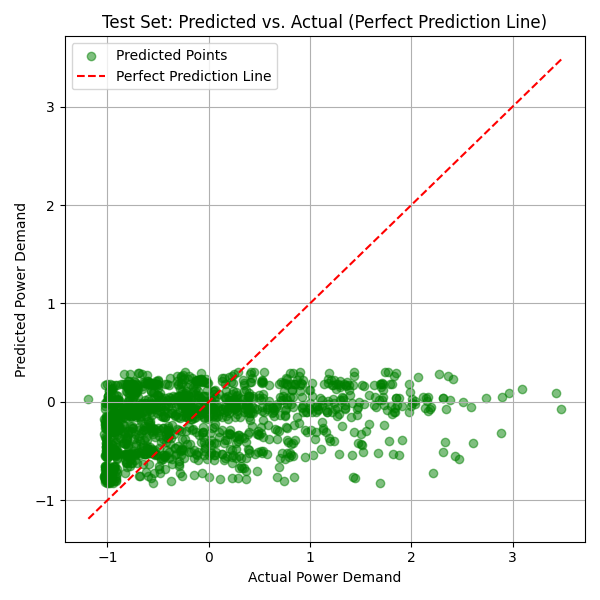 Test Set: Predicted vs. Actual (Perfect Prediction Line)
Predicted Points
Perfect Prediction Line
Predicted Power Demand
3
2
1
0
−1
−1 0 1 2 3
Actual Power Demand